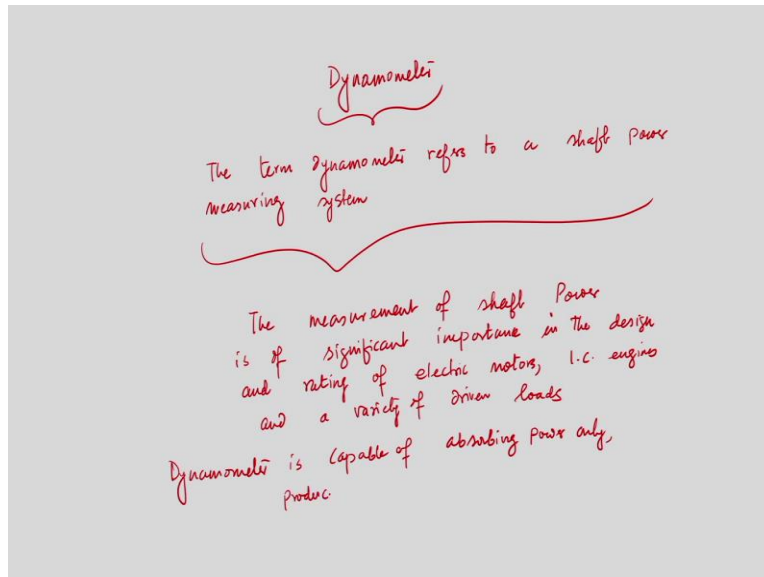 Dynamometer
The term dynamometer refers to a shaft power
measuring system
The measurement of shaft Power
is of significant importance in the design
and rating of electric motors, I.C. engines
and a variety of driven loads
Dynamometer is capable of absorbing Power only,
produc.